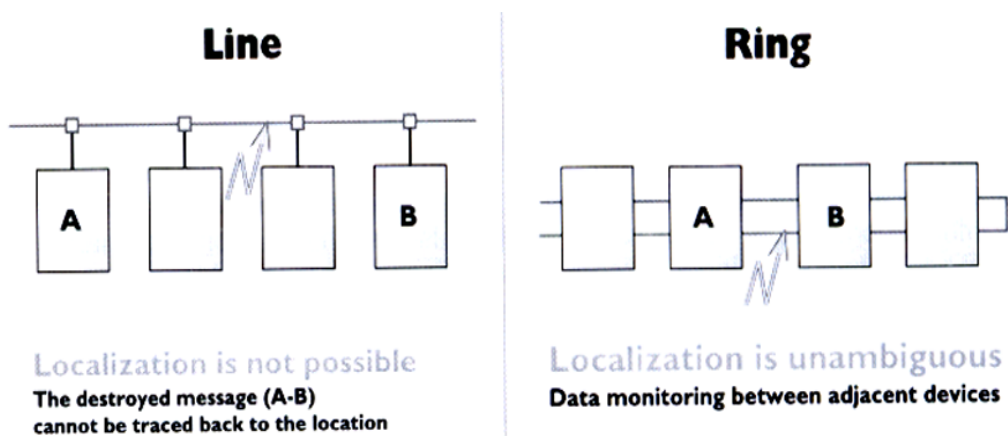 Line
A
B
Localization is not possible
The destroyed message (A-B)
cannot be traced back to the location
Ring
A
B
Localization is unambiguous
Data monitoring between adjacent devices